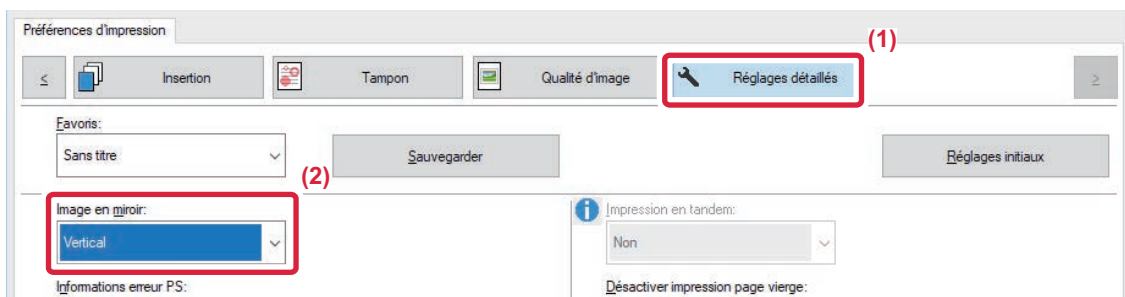 Préférences d'impression
(1)
< Insertion Tampon Qualité d'image Réglages détaillés >
Favoris:
Sans titre Sauvegarder Réglages initiaux
(2)
Image en miroir: Impression en tandem:
Vertical Non
Informations erreur PS: Désactiver impression page vierge: